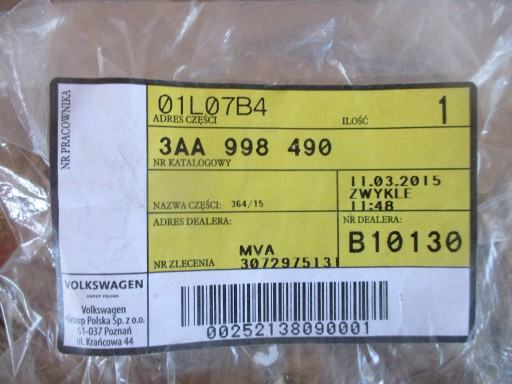 NR PRACOWNIKA
01L07B4
ADRES CZĘŚCI
ILOŚĆ
1
3AA 998 490
NR KATALOGOWY
11.03.2015
ZWYKLE
11:48
NAZWA CZĘŚCI: 364/15
ADRES DEALERA:
NR DEALERA:
B10130
MVA
NR ZLECENIA 3072975131
VOLKSWAGEN
GROUP POLSKA
Volkswagen
Group Polska Sp. z o.o.
61-037 Poznań
ul. Krańcowa 44
00252138090001